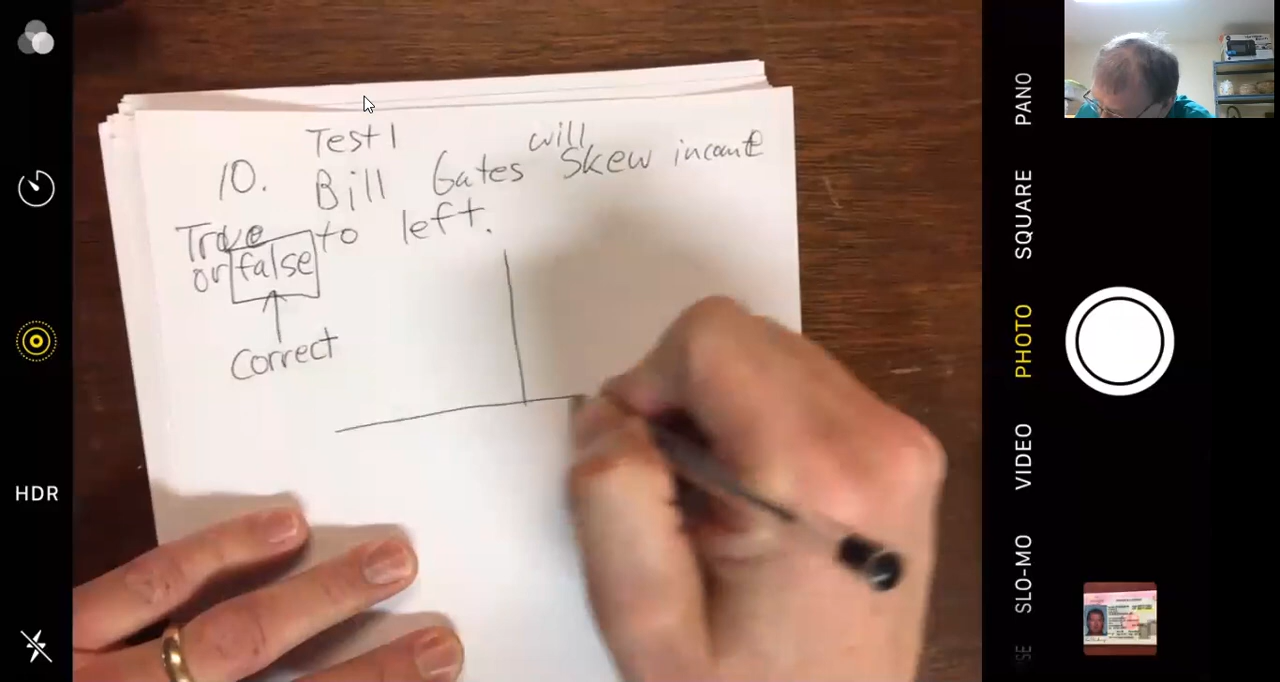 Test 1
will
10. Bill Gates Skew income
True to left.
or false
Correct
HDR
PANO
SQUARE
PHOTO
VIDEO
SLO-MO
SE